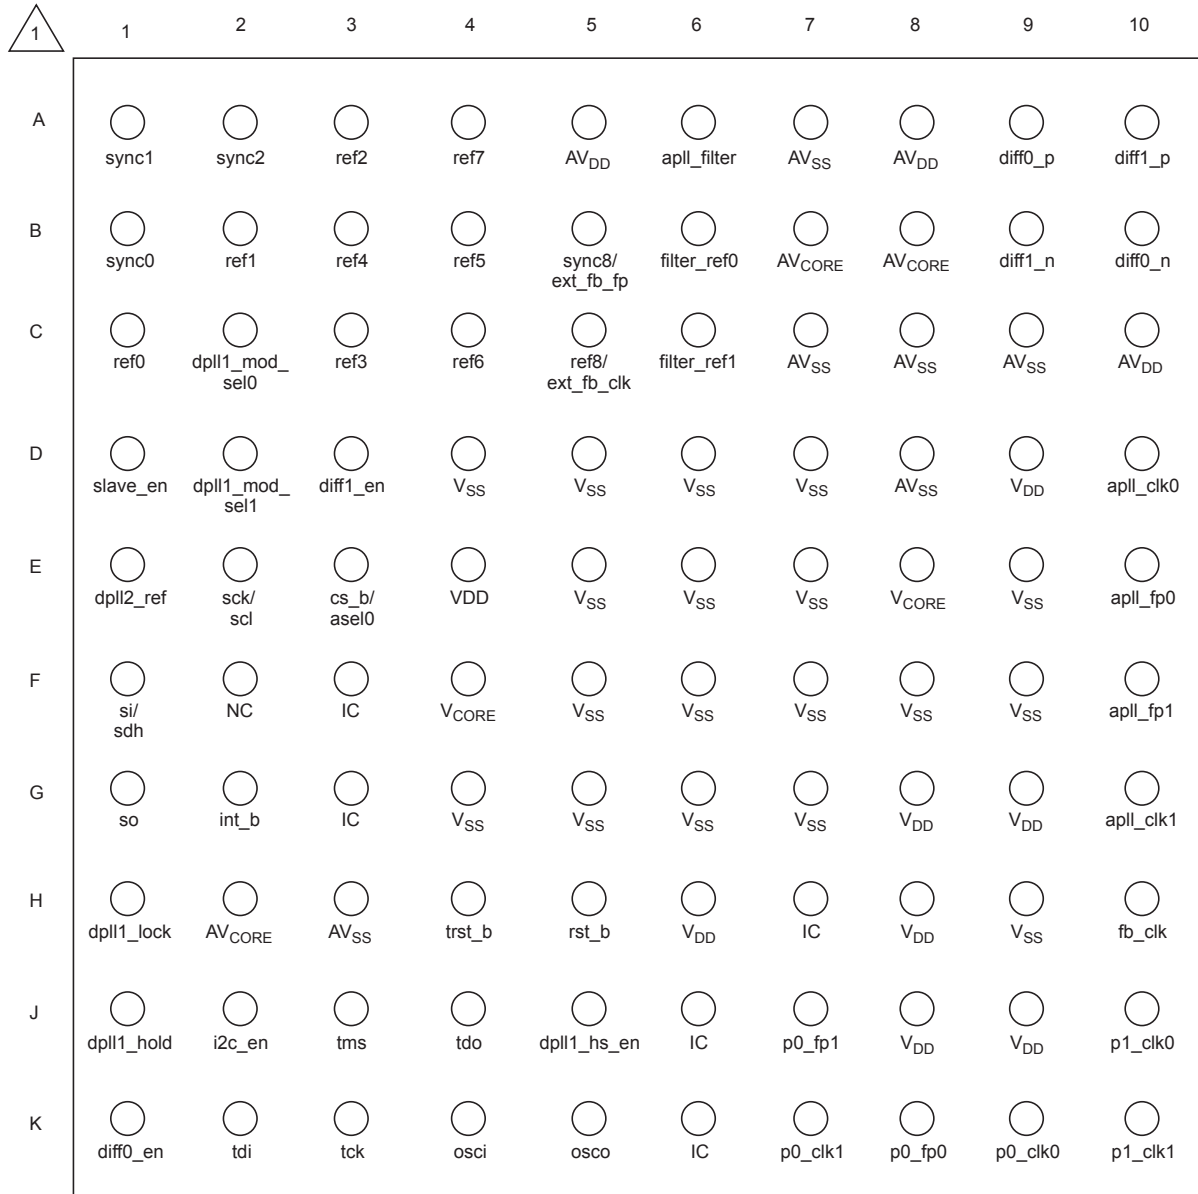 1 1 2 3 4 5 6 7 8 9 10
A
sync1 sync2 ref2 ref7 AVDD apll_filter AVSS AVDD diff0_p diff1_p
B
sync0 ref1 ref4 ref5 sync8/ filter_ref0 AVCORE AVCORE diff1_n diff0_n
ext_fb_fp
C
ref0 dpll1_mod_ ref3 ref6 ref8/ filter_ref1 AVSS AVSS AVSS AVDD
sel0 ext_fb_clk
D
slave_en dpll1_mod_ diff1_en VSS VSS VSS VSS AVSS VDD apll_clk0
sel1
E
dpll2_ref sck/ cs_b/ VDD VSS VSS VSS VCORE VSS apll_fp0
scl asel0
F
si/ NC IC VCORE VSS VSS VSS VSS VSS apll_fp1
sdh
G
so int_b IC VSS VSS VSS VSS VDD VDD apll_clk1
H
dpll1_lock AVCORE AVSS trst_b rst_b VDD IC VDD VSS fb_clk
J
dpll1_hold i2c_en tms tdo dpll1_hs_en IC p0_fp1 VDD VDD p1_clk0
K
diff0_en tdi tck osci osco IC p0_clk1 p0_fp0 p0_clk0 p1_clk1